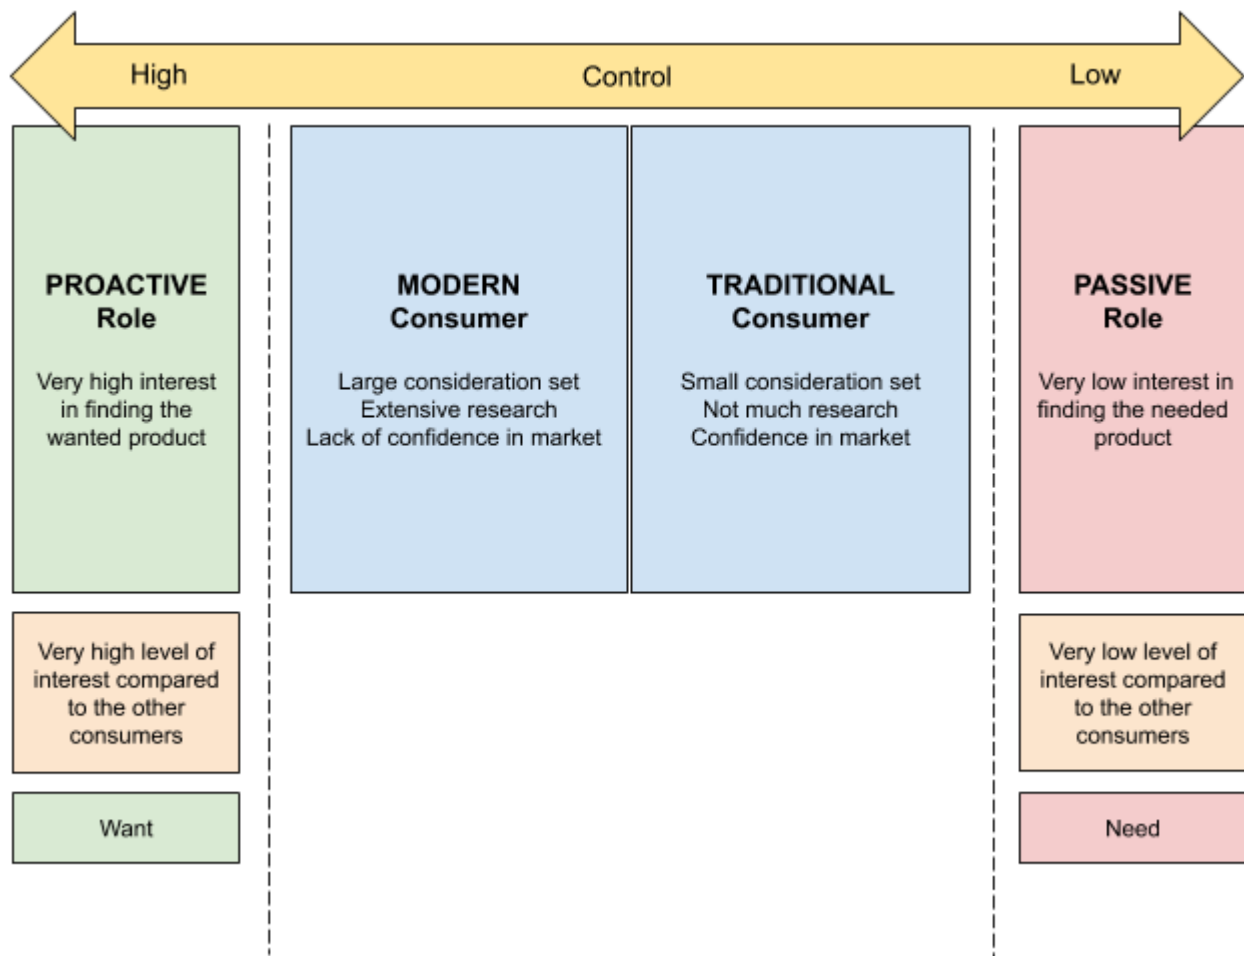 High
Control
Low
PROACTIVE
Role
Very high interest
in finding the
wanted product
MODERN
Consumer
Large consideration set
Extensive research
Lack of confidence in market
TRADITIONAL
Consumer
Small consideration set
Not much research
Confidence in market
PASSIVE
Role
Very low interest in
finding the needed
product
Very high level of
interest compared
to the other
consumers
Very low level of
interest compared
to the other
consumers
Want
Need